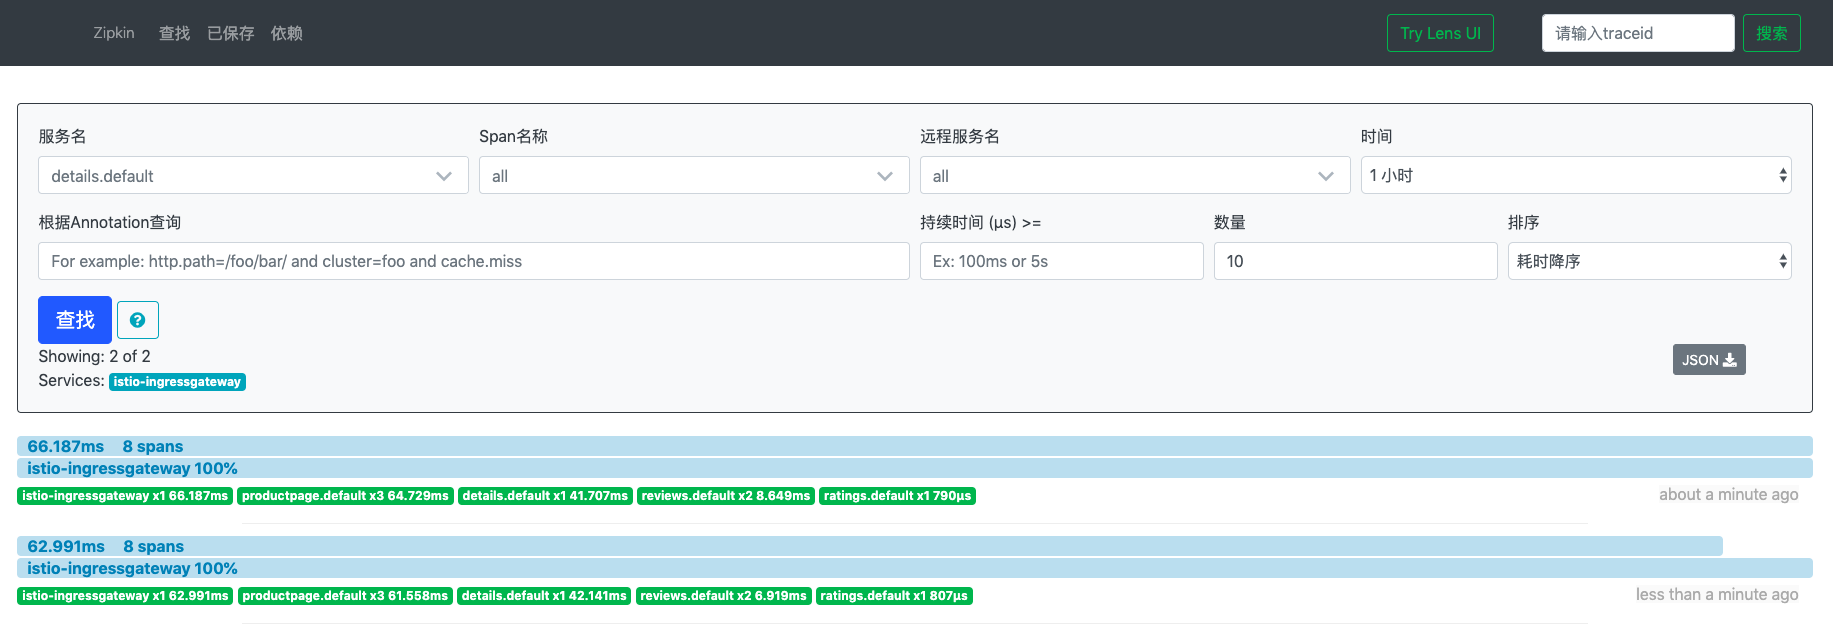 Zipkin 查找 已保存 依赖 Try Lens UI 请输入traceid 搜索
服务名 Span名称 远程服务名 时间
details.default all all 1 小时
根据Annotation查询 持续时间 (μs) >= 数量 排序
For example: http.path=/foo/bar/ and cluster=foo and cache.miss Ex: 100ms or 5s 10 耗时降序
查找
Showing: 2 of 2 JSON
Services: istio-ingressgateway
66.187ms 8 spans
istio-ingressgateway 100%
istio-ingressgateway x1 66.187ms productpage.default x3 64.729ms details.default x1 41.707ms reviews.default x2 8.649ms ratings.default x1 790μs about a minute ago
62.991ms 8 spans
istio-ingressgateway 100%
istio-ingressgateway x1 62.991ms productpage.default x3 61.558ms details.default x1 42.141ms reviews.default x2 6.919ms ratings.default x1 807μs less than a minute ago